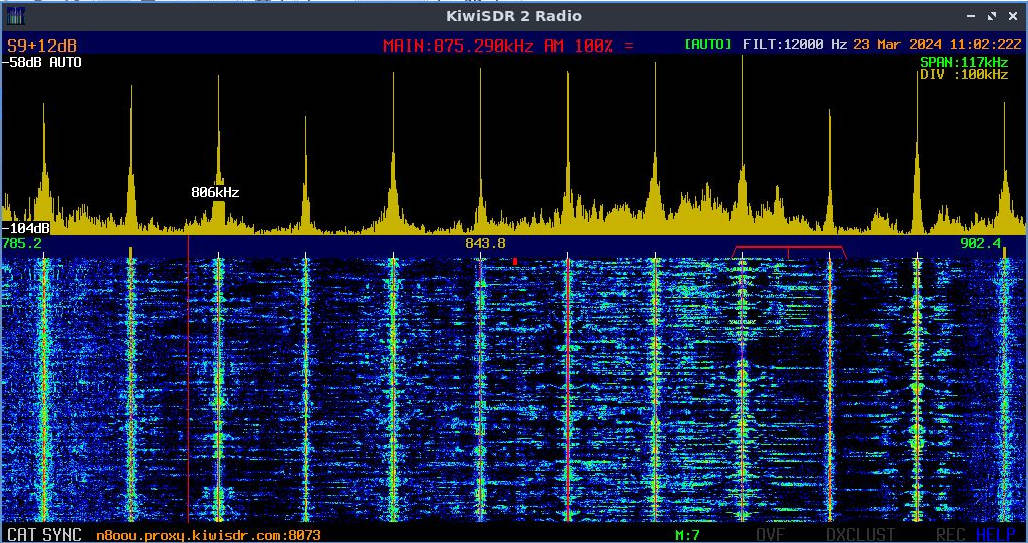 KiwiSDR 2 Radio
S9+12dB MAIN:875.290kHz AM 100% = [AUTO] FILT:12000 Hz 23 Mar 2024 11:02:22Z
-58dB AUTO SPAN:117kHz
DIV :100kHz
806kHz
-104dB
785.2 843.8 902.4
CAT SYNC n8oou.proxy.kiwisdr.com:8073 M:7 OVF DXCLUST REC HELP